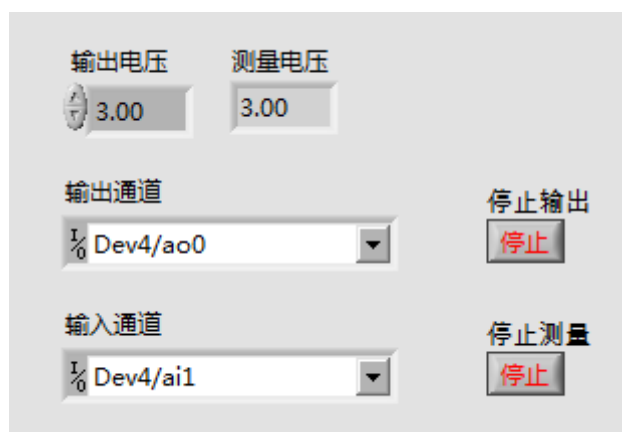 输出电压 测量电压
3.00 3.00
输出通道
停止输出
Dev4/ao0 停止
输入通道
停止测量
Dev4/ai1 停止